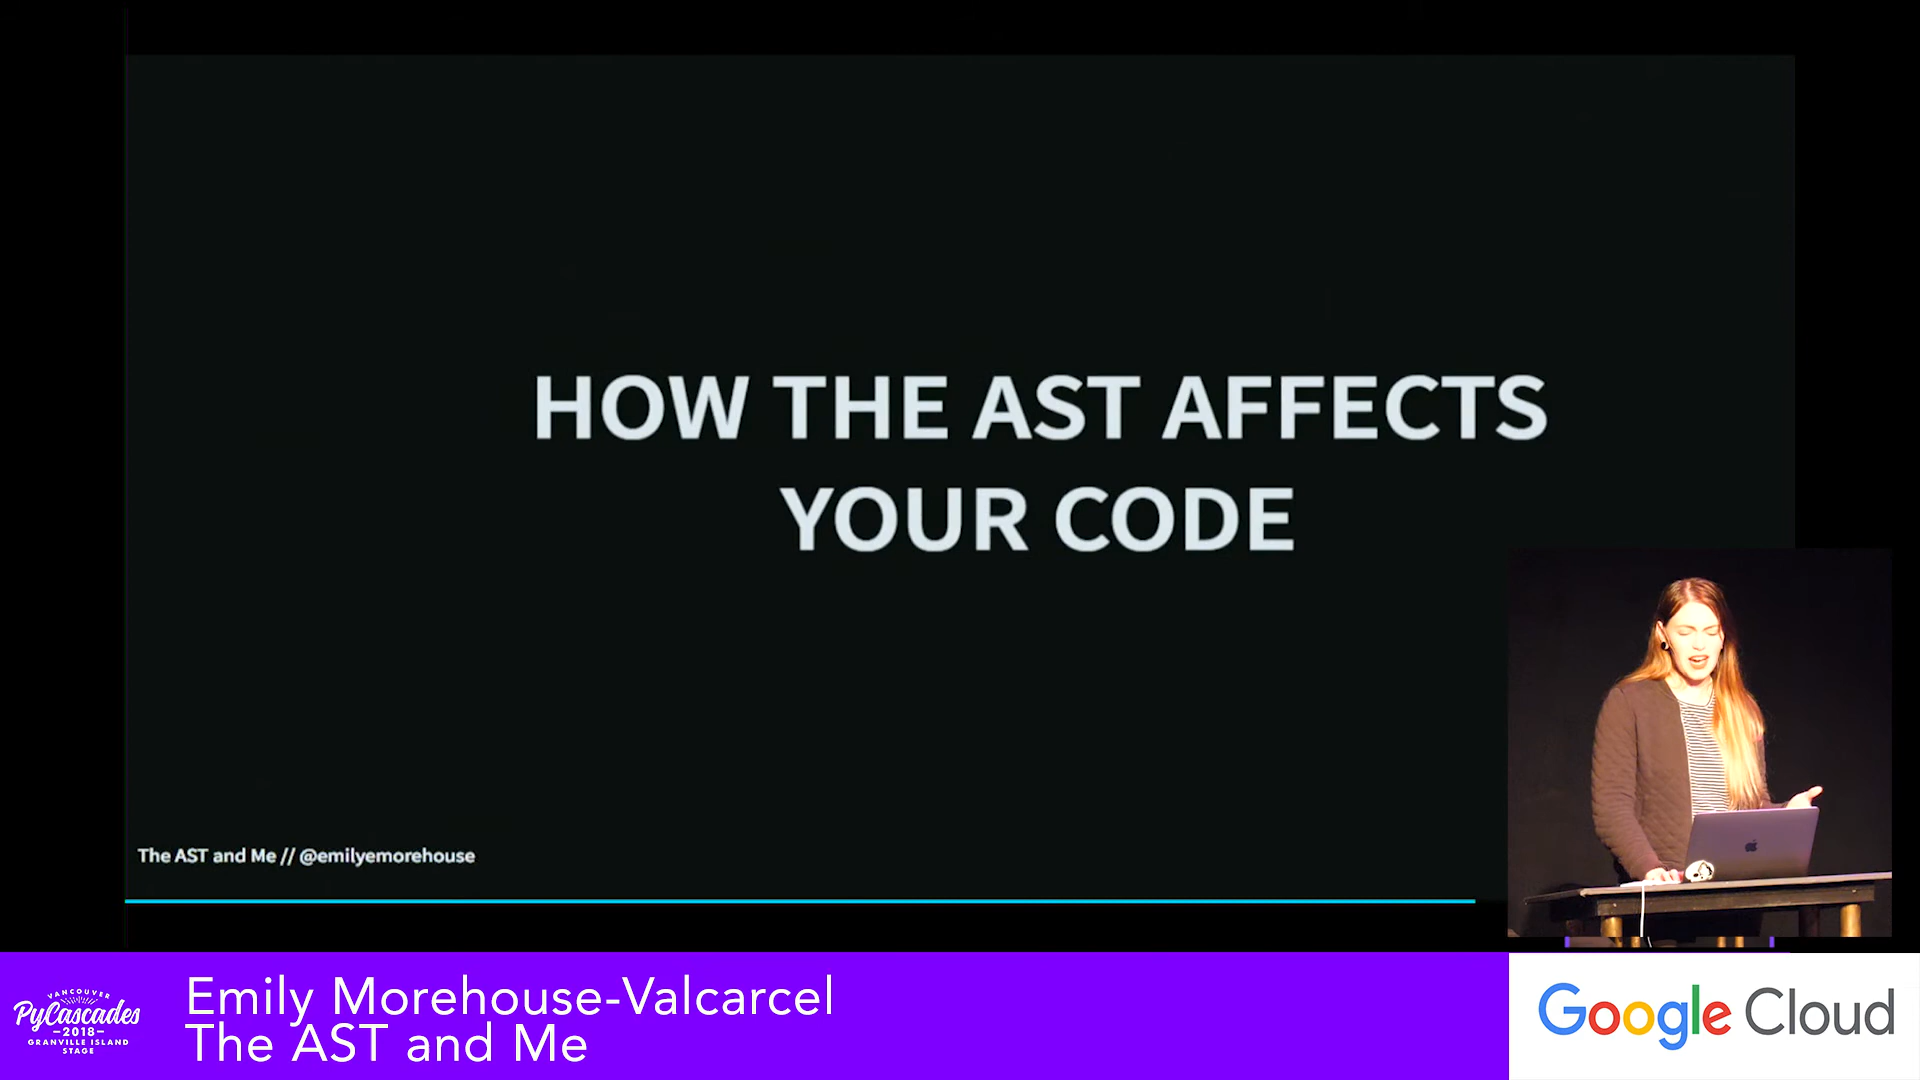 HOW THE AST AFFECTS
YOUR CODE
The AST and Me // @emilyemorehouse
VANCOUVER
PyCascades
-2018-
GRANVILLE ISLAND
STAGE
Emily Morehouse-Valcarcel
The AST and Me
Google Cloud